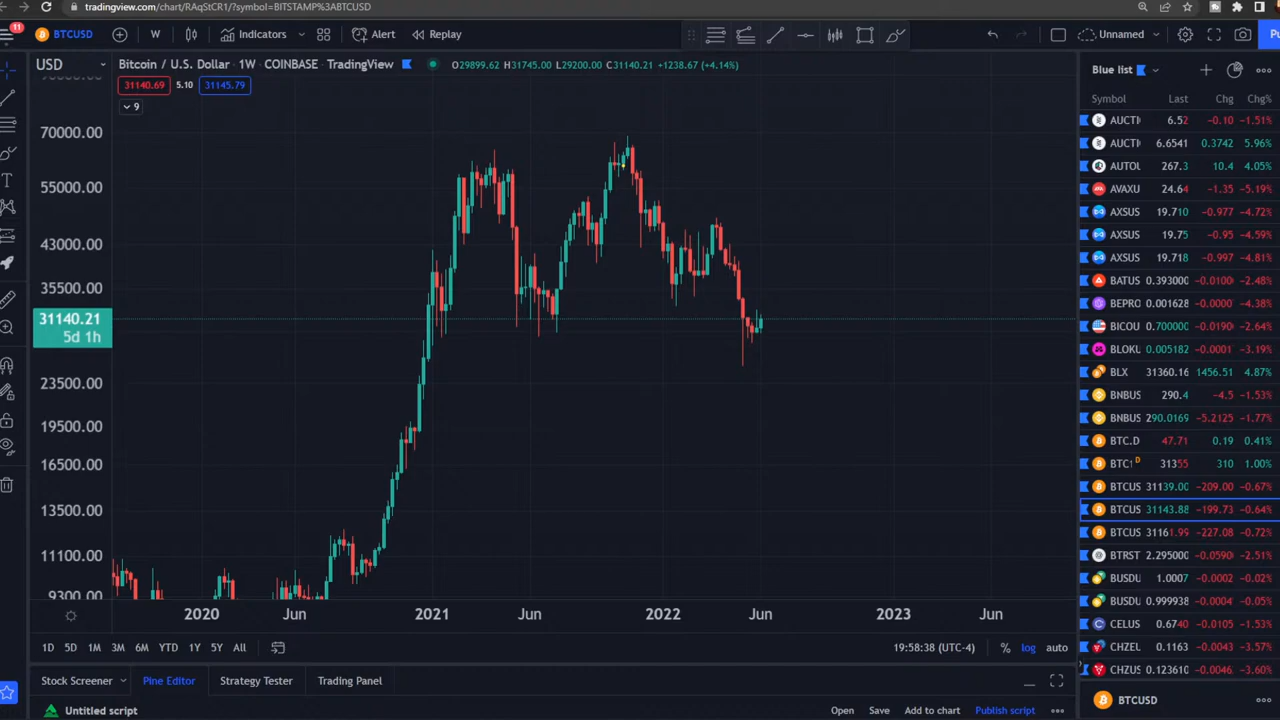 tradingview.com/chart/RAqStCR1/?symbol=BITSTAMP%3ABTCUSD
11 BTCUSD W Indicators Alert Replay Unnamed
USD Bitcoin / U.S. Dollar · 1W · COINBASE · TradingView O29899.62 H31745.00 L29200.00 C31140.21 +1238.67 (+4.14%)
31140.69 5.10 31145.79
9
70000.00
55000.00
43000.00
35500.00
31140.21
5d 1h
23500.00
19500.00
16500.00
13500.00
11100.00
9300.00
2020 Jun 2021 Jun 2022 Jun 2023 Jun
1D 5D 1M 3M 6M YTD 1Y 5Y All 19:58:38 (UTC-4) % log auto
Stock Screener Pine Editor Strategy Tester Trading Panel
Untitled script Open Save Add to chart Publish script
Blue list
Symbol Last Chg Chg%
AUCTI 6.52 −0.10 −1.51%
AUCTI 6.6541 0.3742 5.96%
AUTOL 267.3 10.4 4.05%
AVAXU 24.64 −1.35 −5.19%
AXSUS 19.710 −0.977 −4.72%
AXSUS 19.75 −0.95 −4.59%
AXSUS 19.718 −0.997 −4.81%
BATUS 0.393000 −0.0100 −2.48%
BEPRO 0.001628 −0.0000 −4.38%
BICOU 0.700000 −0.0190 −2.64%
BLOKU 0.005182 −0.0001 −3.19%
BLX 31360.16 1456.51 4.87%
BNBUS 290.4 −4.5 −1.53%
BNBUS 290.0169 −5.2125 −1.77%
BTC.D 47.71 0.19 0.41%
BTC1 D 31355 310 1.00%
BTCUS 31139.00 −209.00 −0.67%
BTCUS 31143.88 −199.73 −0.64%
BTCUS 31161.99 −227.08 −0.72%
BTRST 2.295000 −0.0590 −2.51%
BUSDU 1.0007 −0.0002 −0.02%
BUSDU 0.999938 −0.0004 −0.05%
CELUS 0.6740 −0.0105 −1.53%
CHZEL 0.1163 −0.0043 −3.57%
CHZUS 0.123610 −0.0046 −3.60%
BTCUSD